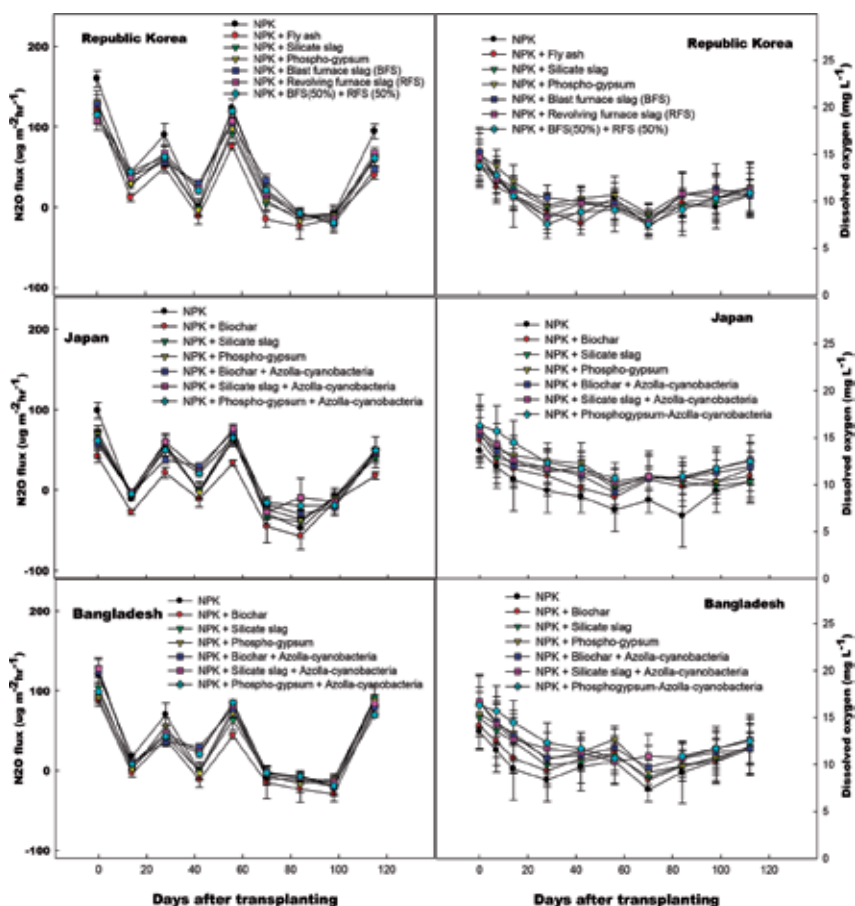 Republic Korea
NPK
NPK + Fly ash
NPK + Silicate slag
NPK + Phospho-gypsum
NPK + Blast furnace slag (BFS)
NPK + Revolving furnace slag (RFS)
NPK + BFS(50%) + RFS (50%)
200
100
0
-100
N2O flux (ug m-2hr-1)
Republic Korea
NPK
NPK + Fly ash
NPK + Silicate slag
NPK + Phospho-gypsum
NPK + Blast furnace slag (BFS)
NPK + Revolving furnace slag (RFS)
NPK + BFS(50%) + RFS (50%)
25
20
15
10
5
0
Dissolved oxygen (mg L-1)
Japan
NPK
NPK + Biochar
NPK + Silicate slag
NPK + Phospho-gypsum
NPK + Biochar + Azolla-cyanobacteria
NPK + Silicate slag + Azolla-cyanobacteria
NPK + Phospho-gypsum + Azolla-cyanobacteria
200
100
0
-100
N2O flux (ug m-2hr-1)
Japan
NPK
NPK + Biochar
NPK + Silicate slag
NPK + Phospho-gypsum
NPK + Bliochar + Azolla-cyanobacteria
NPK + Silicate slag + Azolla-cyanobacteria
NPK + Phosphogypsum-Azolla-cyanobacteria
25
20
15
10
5
0
Dissolved oxygen (mg L-1)
Bangladesh
NPK
NPK + Biochar
NPK + Silicate slag
NPK + Phospho-gypsum
NPK + Biochar + Azolla-cyanobacteria
NPK + Silicate slag + Azolla-cyanobacteria
NPK + Phospho-gypsum + Azolla-cyanobacteria
200
100
0
-100
N2O flux (ug m-2hr-1)
0 20 40 60 80 100 120
Days after transplanting
Bangladesh
NPK
NPK + Biochar
NPK + Silicate slag
NPK + Phospho-gypsum
NPK + Bliochar + Azolla-cyanobacteria
NPK + Silicate slag + Azolla-cyanobacteria
NPK + Phosphogypsum-Azolla-cyanobacteria
25
20
15
10
5
0
Dissolved oxygen (mg L-1)
0 20 40 60 80 100 120
Days after transplanting